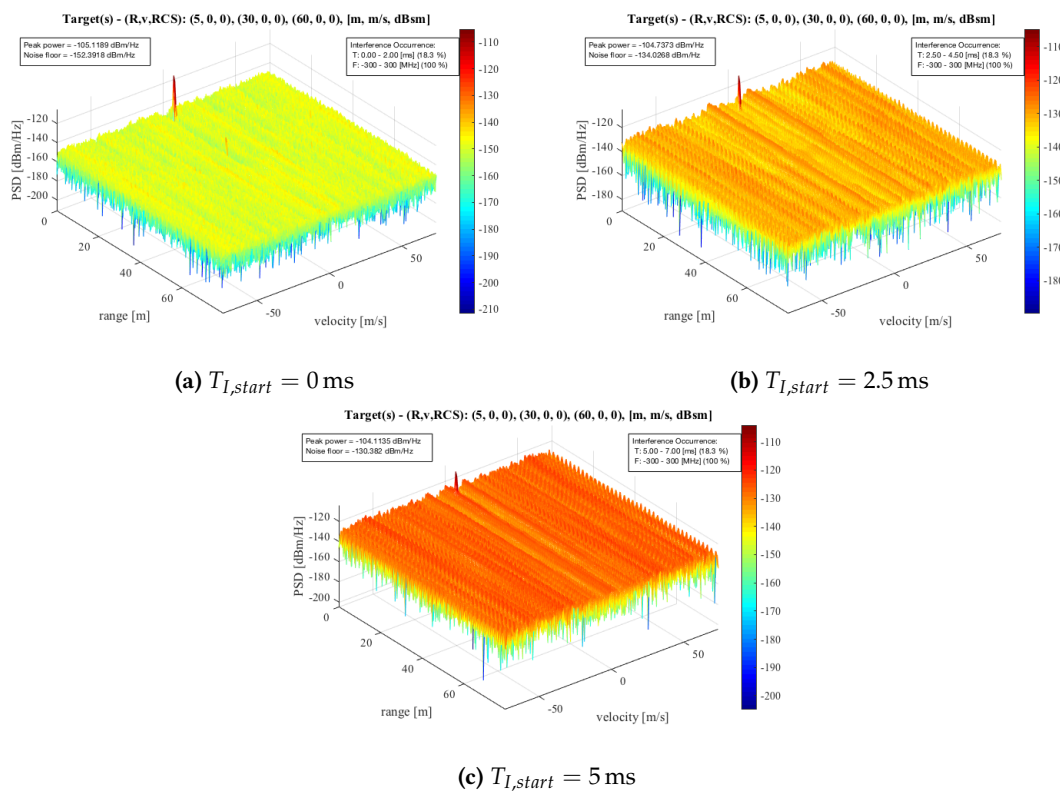 Target(s) - (R,v,RCS): (5, 0, 0), (30, 0, 0), (60, 0, 0), [m, m/s, dBsm]
Peak power = -105.1189 dBm/Hz
Noise floor = -152.3918 dBm/Hz
Interference Occurrence:
T: 0.00 - 2.00 [ms] (18.3 %)
F: -300 - 300 [MHz] (100 %)
PSD [dBm/Hz]
-120
-140
-160
-180
-200
0
20
40
60
range [m]
-50
0
50
velocity [m/s]
-110
-120
-130
-140
-150
-160
-170
-180
-190
-200
-210
(a) T_{I,start} = 0 ms
Target(s) - (R,v,RCS): (5, 0, 0), (30, 0, 0), (60, 0, 0), [m, m/s, dBsm]
Peak power = -104.7373 dBm/Hz
Noise floor = -134.0268 dBm/Hz
Interference Occurrence:
T: 2.50 - 4.50 [ms] (18.3 %)
F: -300 - 300 [MHz] (100 %)
PSD [dBm/Hz]
-120
-140
-160
-180
0
20
40
60
range [m]
-50
0
50
velocity [m/s]
-110
-120
-130
-140
-150
-160
-170
-180
(b) T_{I,start} = 2.5 ms
Target(s) - (R,v,RCS): (5, 0, 0), (30, 0, 0), (60, 0, 0), [m, m/s, dBsm]
Peak power = -104.1135 dBm/Hz
Noise floor = -130.382 dBm/Hz
Interference Occurrence:
T: 5.00 - 7.00 [ms] (18.3 %)
F: -300 - 300 [MHz] (100 %)
PSD [dBm/Hz]
-120
-140
-160
-180
-200
0
20
40
60
range [m]
-50
0
50
velocity [m/s]
-110
-120
-130
-140
-150
-160
-170
-180
-190
-200
(c) T_{I,start} = 5 ms